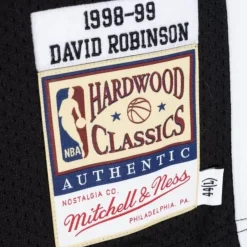 1998-99
DAVID ROBINSON
HARDWOOD
NBA
CLASSICS
AUTHENTIC
NOSTALGIA CO.
Mitchell & Ness
PHILADELPHIA, PA.
44(L)